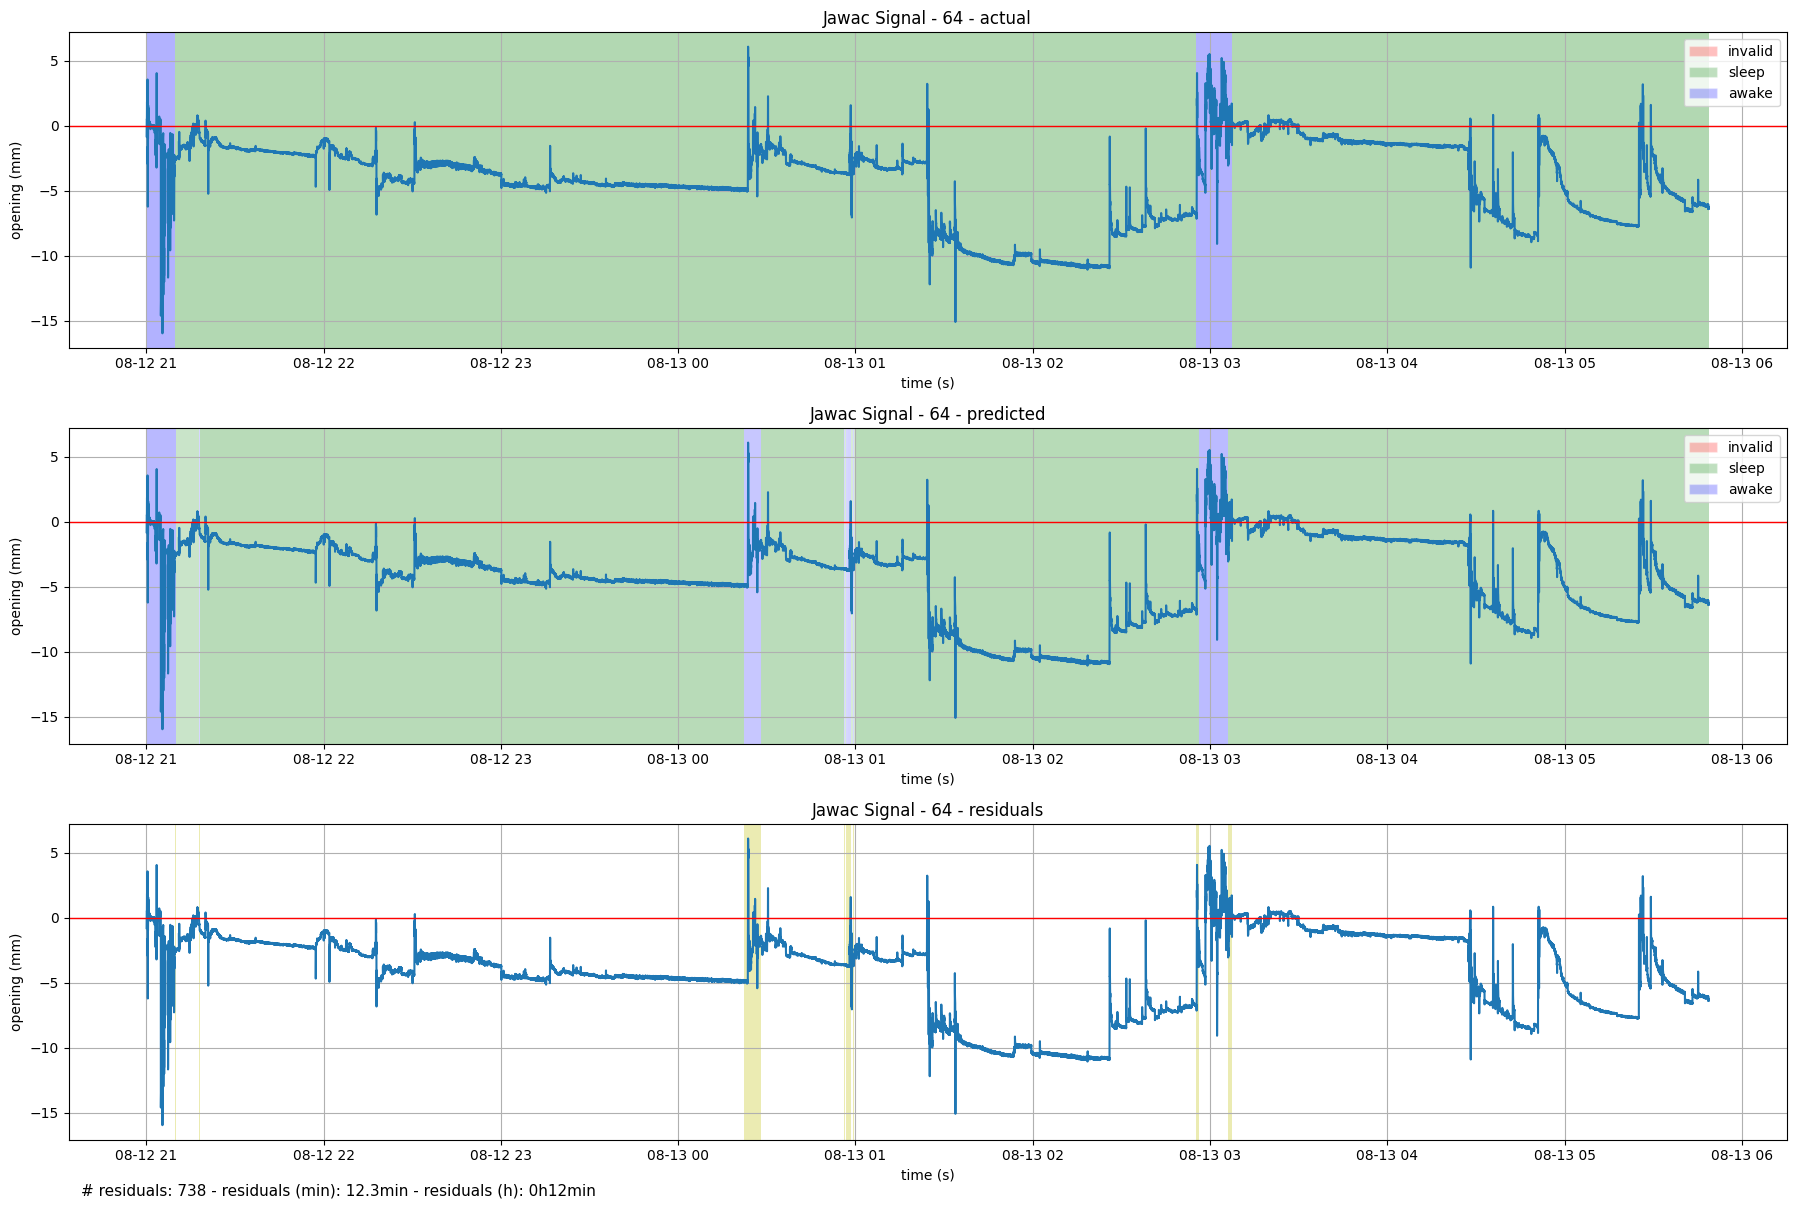 Jawac Signal - 64 - actual
5
0
−5
−10
−15
opening (mm)
invalid
sleep
awake
08-12 21 08-12 22 08-12 23 08-13 00 08-13 01 08-13 02 08-13 03 08-13 04 08-13 05 08-13 06
time (s)
Jawac Signal - 64 - predicted
5
0
−5
−10
−15
opening (mm)
invalid
sleep
awake
08-12 21 08-12 22 08-12 23 08-13 00 08-13 01 08-13 02 08-13 03 08-13 04 08-13 05 08-13 06
time (s)
Jawac Signal - 64 - residuals
5
0
−5
−10
−15
opening (mm)
08-12 21 08-12 22 08-12 23 08-13 00 08-13 01 08-13 02 08-13 03 08-13 04 08-13 05 08-13 06
time (s)
# residuals: 738 - residuals (min): 12.3min - residuals (h): 0h12min